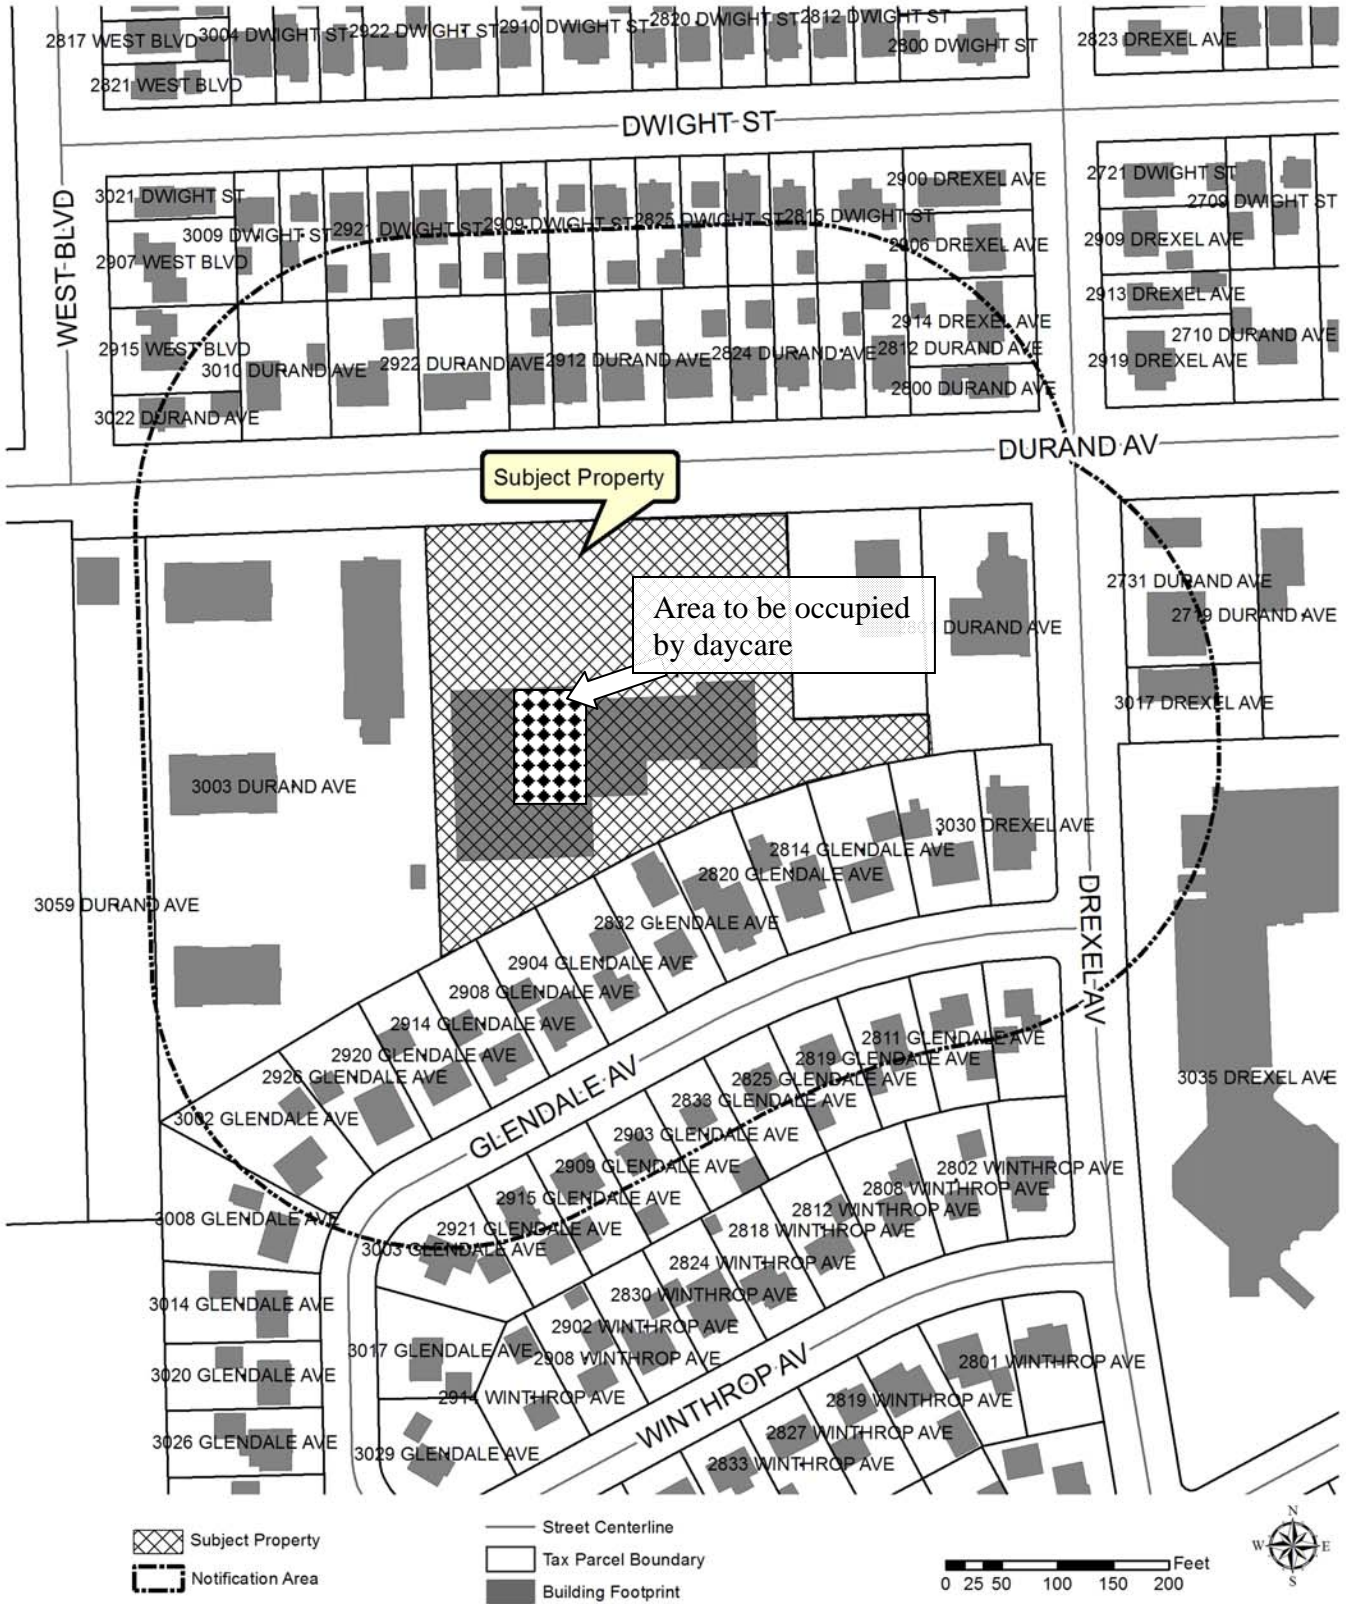 2817 WEST BLVD
3004 DWIGHT ST
2922 DWIGHT ST
2910 DWIGHT ST
2820 DWIGHT ST
2812 DWIGHT ST
2800 DWIGHT ST
2823 DREXEL AVE
2821 WEST BLVD
DWIGHT ST
WEST BLVD
3021 DWIGHT ST
3009 DWIGHT ST
2921 DWIGHT ST
2909 DWIGHT ST
2825 DWIGHT ST
2815 DWIGHT ST
2900 DREXEL AVE
2721 DWIGHT ST
2709 DWIGHT ST
2907 WEST BLVD
2906 DREXEL AVE
2909 DREXEL AVE
2913 DREXEL AVE
2915 WEST BLVD
3010 DURAND AVE
2922 DURAND AVE
2912 DURAND AVE
2824 DURAND AVE
2914 DREXEL AVE
2812 DURAND AVE
2710 DURAND AVE
2919 DREXEL AVE
2800 DURAND AVE
3022 DURAND AVE
DURAND AV
Subject Property
Area to be occupied
by daycare
DURAND AVE
2731 DURAND AVE
2719 DURAND AVE
3017 DREXEL AVE
3003 DURAND AVE
3059 DURAND AVE
3030 DREXEL AVE
2814 GLENDALE AVE
2820 GLENDALE AVE
2832 GLENDALE AVE
2904 GLENDALE AVE
2908 GLENDALE AVE
2914 GLENDALE AVE
2920 GLENDALE AVE
2926 GLENDALE AVE
3002 GLENDALE AVE
DREXEL AV
GLENDALE AV
2811 GLENDALE AVE
2819 GLENDALE AVE
2825 GLENDALE AVE
2833 GLENDALE AVE
2903 GLENDALE AVE
2909 GLENDALE AVE
2915 GLENDALE AVE
2921 GLENDALE AVE
3003 GLENDALE AVE
3008 GLENDALE AVE
3035 DREXEL AVE
2802 WINTHROP AVE
2808 WINTHROP AVE
2812 WINTHROP AVE
2818 WINTHROP AVE
2824 WINTHROP AVE
2830 WINTHROP AVE
2902 WINTHROP AVE
2908 WINTHROP AVE
2914 WINTHROP AVE
3014 GLENDALE AVE
3017 GLENDALE AVE
3020 GLENDALE AVE
3026 GLENDALE AVE
3029 GLENDALE AVE
WINTHROP AV
2801 WINTHROP AVE
2819 WINTHROP AVE
2827 WINTHROP AVE
2833 WINTHROP AVE
Subject Property
Notification Area
Street Centerline
Tax Parcel Boundary
Building Footprint
Feet
0 25 50 100 150 200
N
W E
S